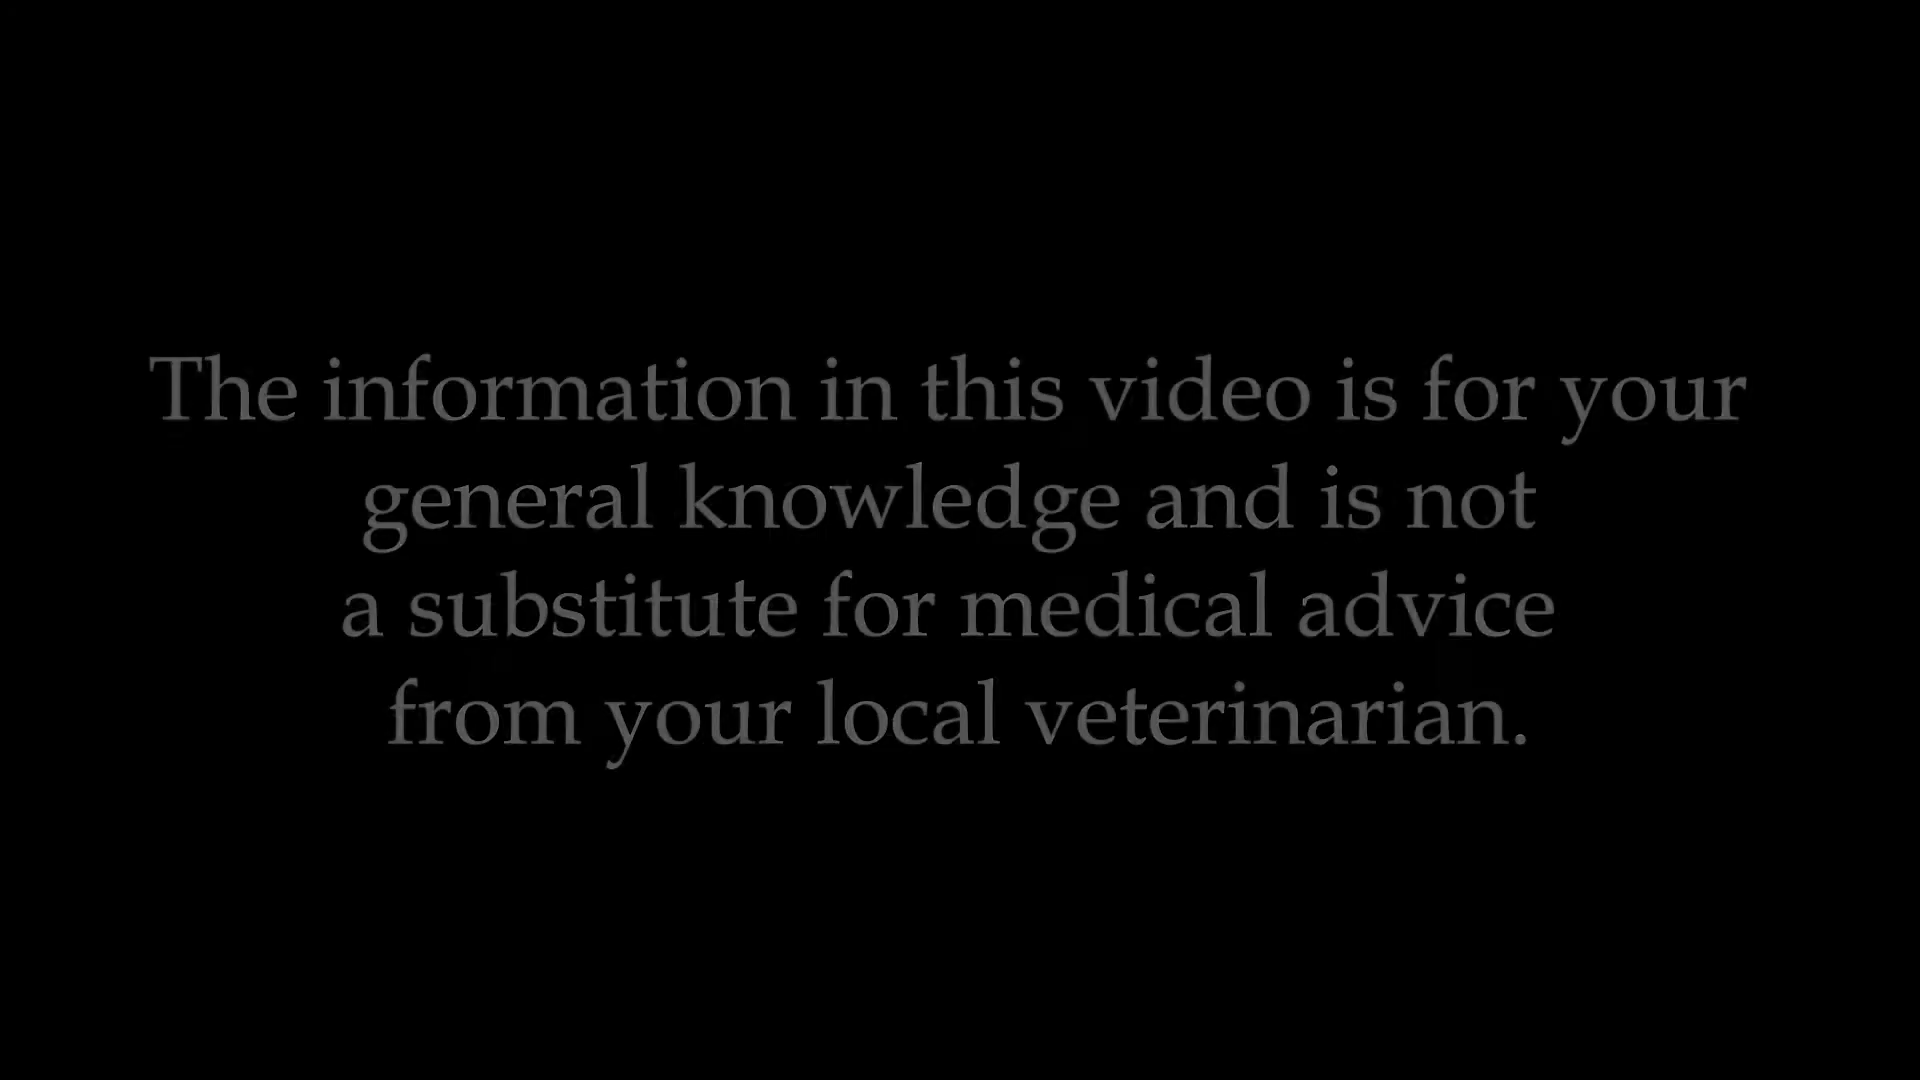 The information in this video is for your
general knowledge and is not
a substitute for medical advice
from your local veterinarian.